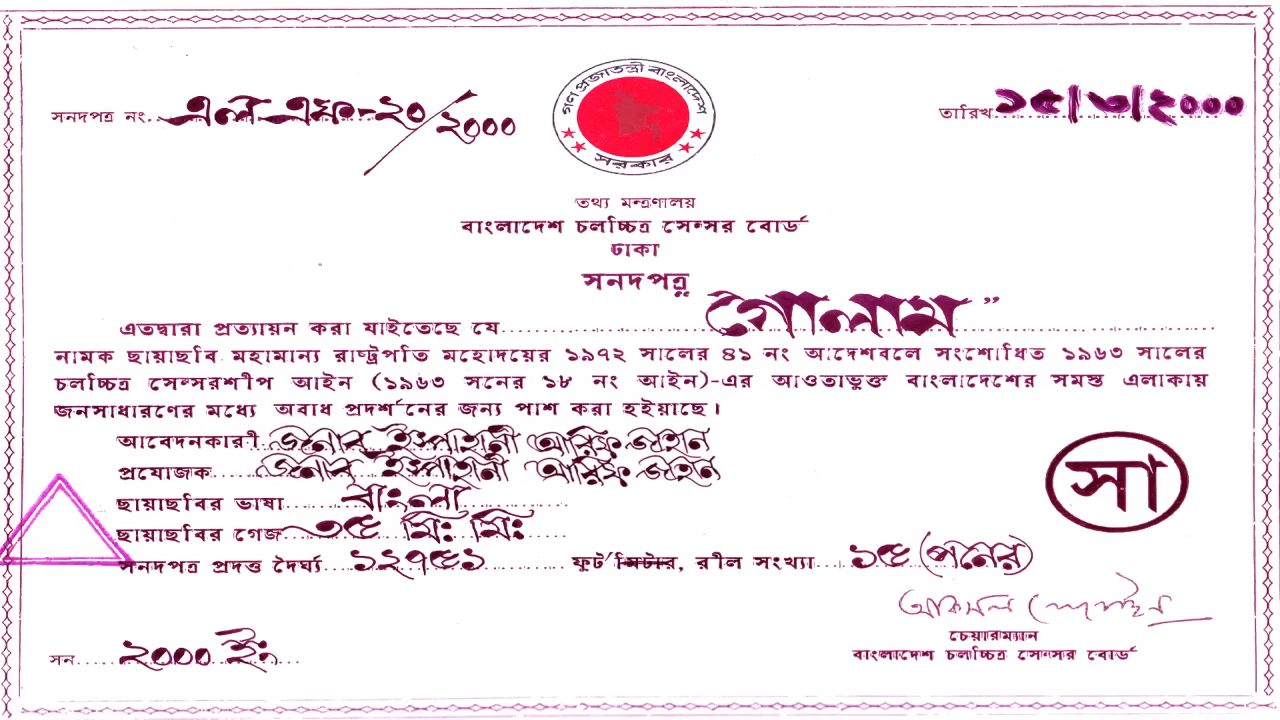 গণ প্রজাতন্ত্রী বাংলাদেশ
সরকার
সনদপত্র নং.. এল এফ-২০/২০০০
তারিখ ১৫/৩/২০০০
তথ্য মন্ত্রণালয়
বাংলাদেশ চলচ্চিত্র সেন্সর বোর্ড
ঢাকা
সনদপত্র
এতদ্বারা প্রত্যায়ন করা যাইতেছে যে.. "গোলাম"
নামক ছায়াছবি মহামান্য রাষ্ট্রপতি মহোদয়ের ১৯৭২ সালের ৪১ নং আদেশবলে সংশোধিত ১৯৬৩ সালের
চলচ্চিত্র সেন্সরশীপ আইন (১৯৬৩ সনের ১৮ নং আইন)-এর আওতাভুক্ত বাংলাদেশের সমস্ত এলাকায়
জনসাধারণের মধ্যে অবাধ প্রদর্শনের জন্য পাশ করা হইয়াছে।
আবেদনকারী জনাব ইস্পাহানী আরিফ জাহান
প্রযোজক জনাব ইস্পাহানী আরিফ জাহান
ছায়াছবির ভাষা বাংলা
ছায়াছবির গেজ ৩৫ মি: মি:
সা
সনদপত্র প্রদত্ত দৈর্ঘ্য ১২৭৫১ ফুট/মিটার, রীল সংখ্যা ১৫ (পনের)
চেয়ারম্যান
বাংলাদেশ চলচ্চিত্র সেন্সর বোর্ড
সন ২০০০ ইং